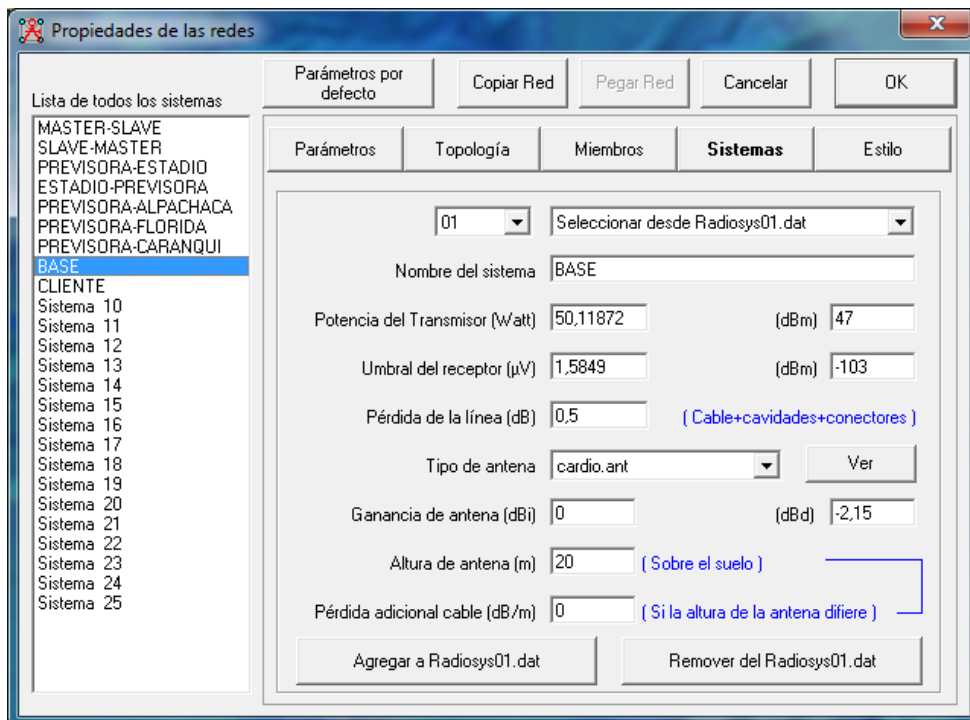 Propiedades de las redes
Parámetros por defecto
Copiar Red
Pegar Red
Cancelar
OK
Lista de todos los sistemas
MASTER-SLAVE
SLAVE-MASTER
PREVISORA-ESTADIO
ESTADIO-PREVISORA
PREVISORA-ALPACHACA
PREVISORA-FLORIDA
PREVISORA-CARANQUI
BASE
CLIENTE
Sistema 10
Sistema 11
Sistema 12
Sistema 13
Sistema 14
Sistema 15
Sistema 16
Sistema 17
Sistema 18
Sistema 19
Sistema 20
Sistema 21
Sistema 22
Sistema 23
Sistema 24
Sistema 25
Parámetros Topología Miembros Sistemas Estilo
01 Seleccionar desde Radiosys01.dat
Nombre del sistema BASE
Potencia del Transmisor (Watt) 50,11872 (dBm) 47
Umbral del receptor (µV) 1,5849 (dBm) -103
Pérdida de la línea (dB) 0,5 ( Cable+cavidades+conectores )
Tipo de antena cardio.ant Ver
Ganancia de antena (dBi) 0 (dBd) -2,15
Altura de antena (m) 20 ( Sobre el suelo )
Pérdida adicional cable (dB/m) 0 ( Si la altura de la antena difiere )
Agregar a Radiosys01.dat Remover del Radiosys01.dat